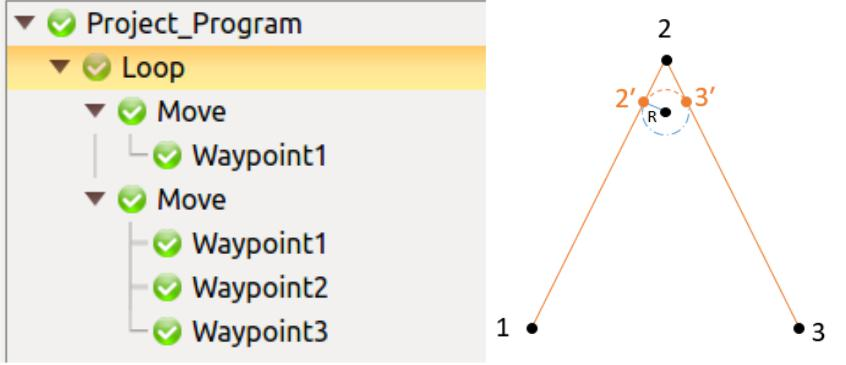 Project_Program
Loop
Move
Waypoint1
Move
Waypoint1
Waypoint2
Waypoint3
2
2′ 3′
R
1 3